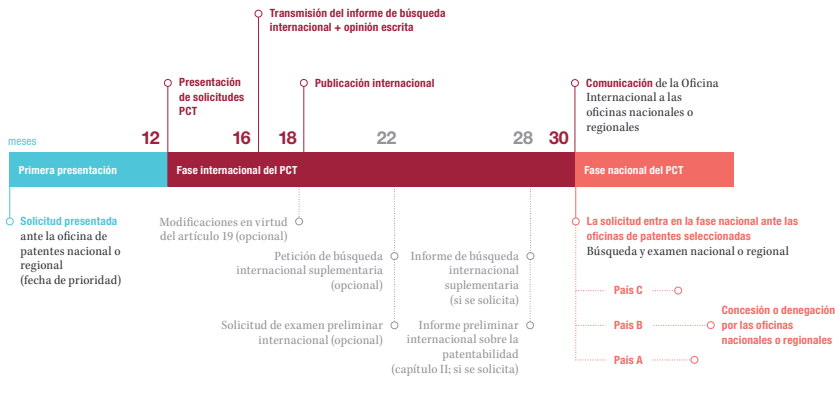 Transmisión del informe de búsqueda
internacional + opinión escrita
Presentación
de solicitudes
PCT
Publicación internacional
Comunicación de la Oficina
Internacional a las
oficinas nacionales o
regionales
meses
12
16
18
22
28
30
Primera presentación
Fase internacional del PCT
Fase nacional del PCT
Solicitud presentada
ante la oficina de
patentes nacional o
regional
(fecha de prioridad)
Modificaciones en virtud
del artículo 19 (opcional)
Petición de búsqueda
internacional suplementaria
(opcional)
Solicitud de examen preliminar
internacional (opcional)
Informe de búsqueda
internacional
suplementaria
(si se solicita)
Informe preliminar
internacional sobre la
patentabilidad
(capítulo II; si se solicita)
La solicitud entra en la fase nacional ante las
oficinas de patentes seleccionadas
Búsqueda y examen nacional o regional
País C
País B
País A
Concesión o denegación
por las oficinas
nacionales o regionales